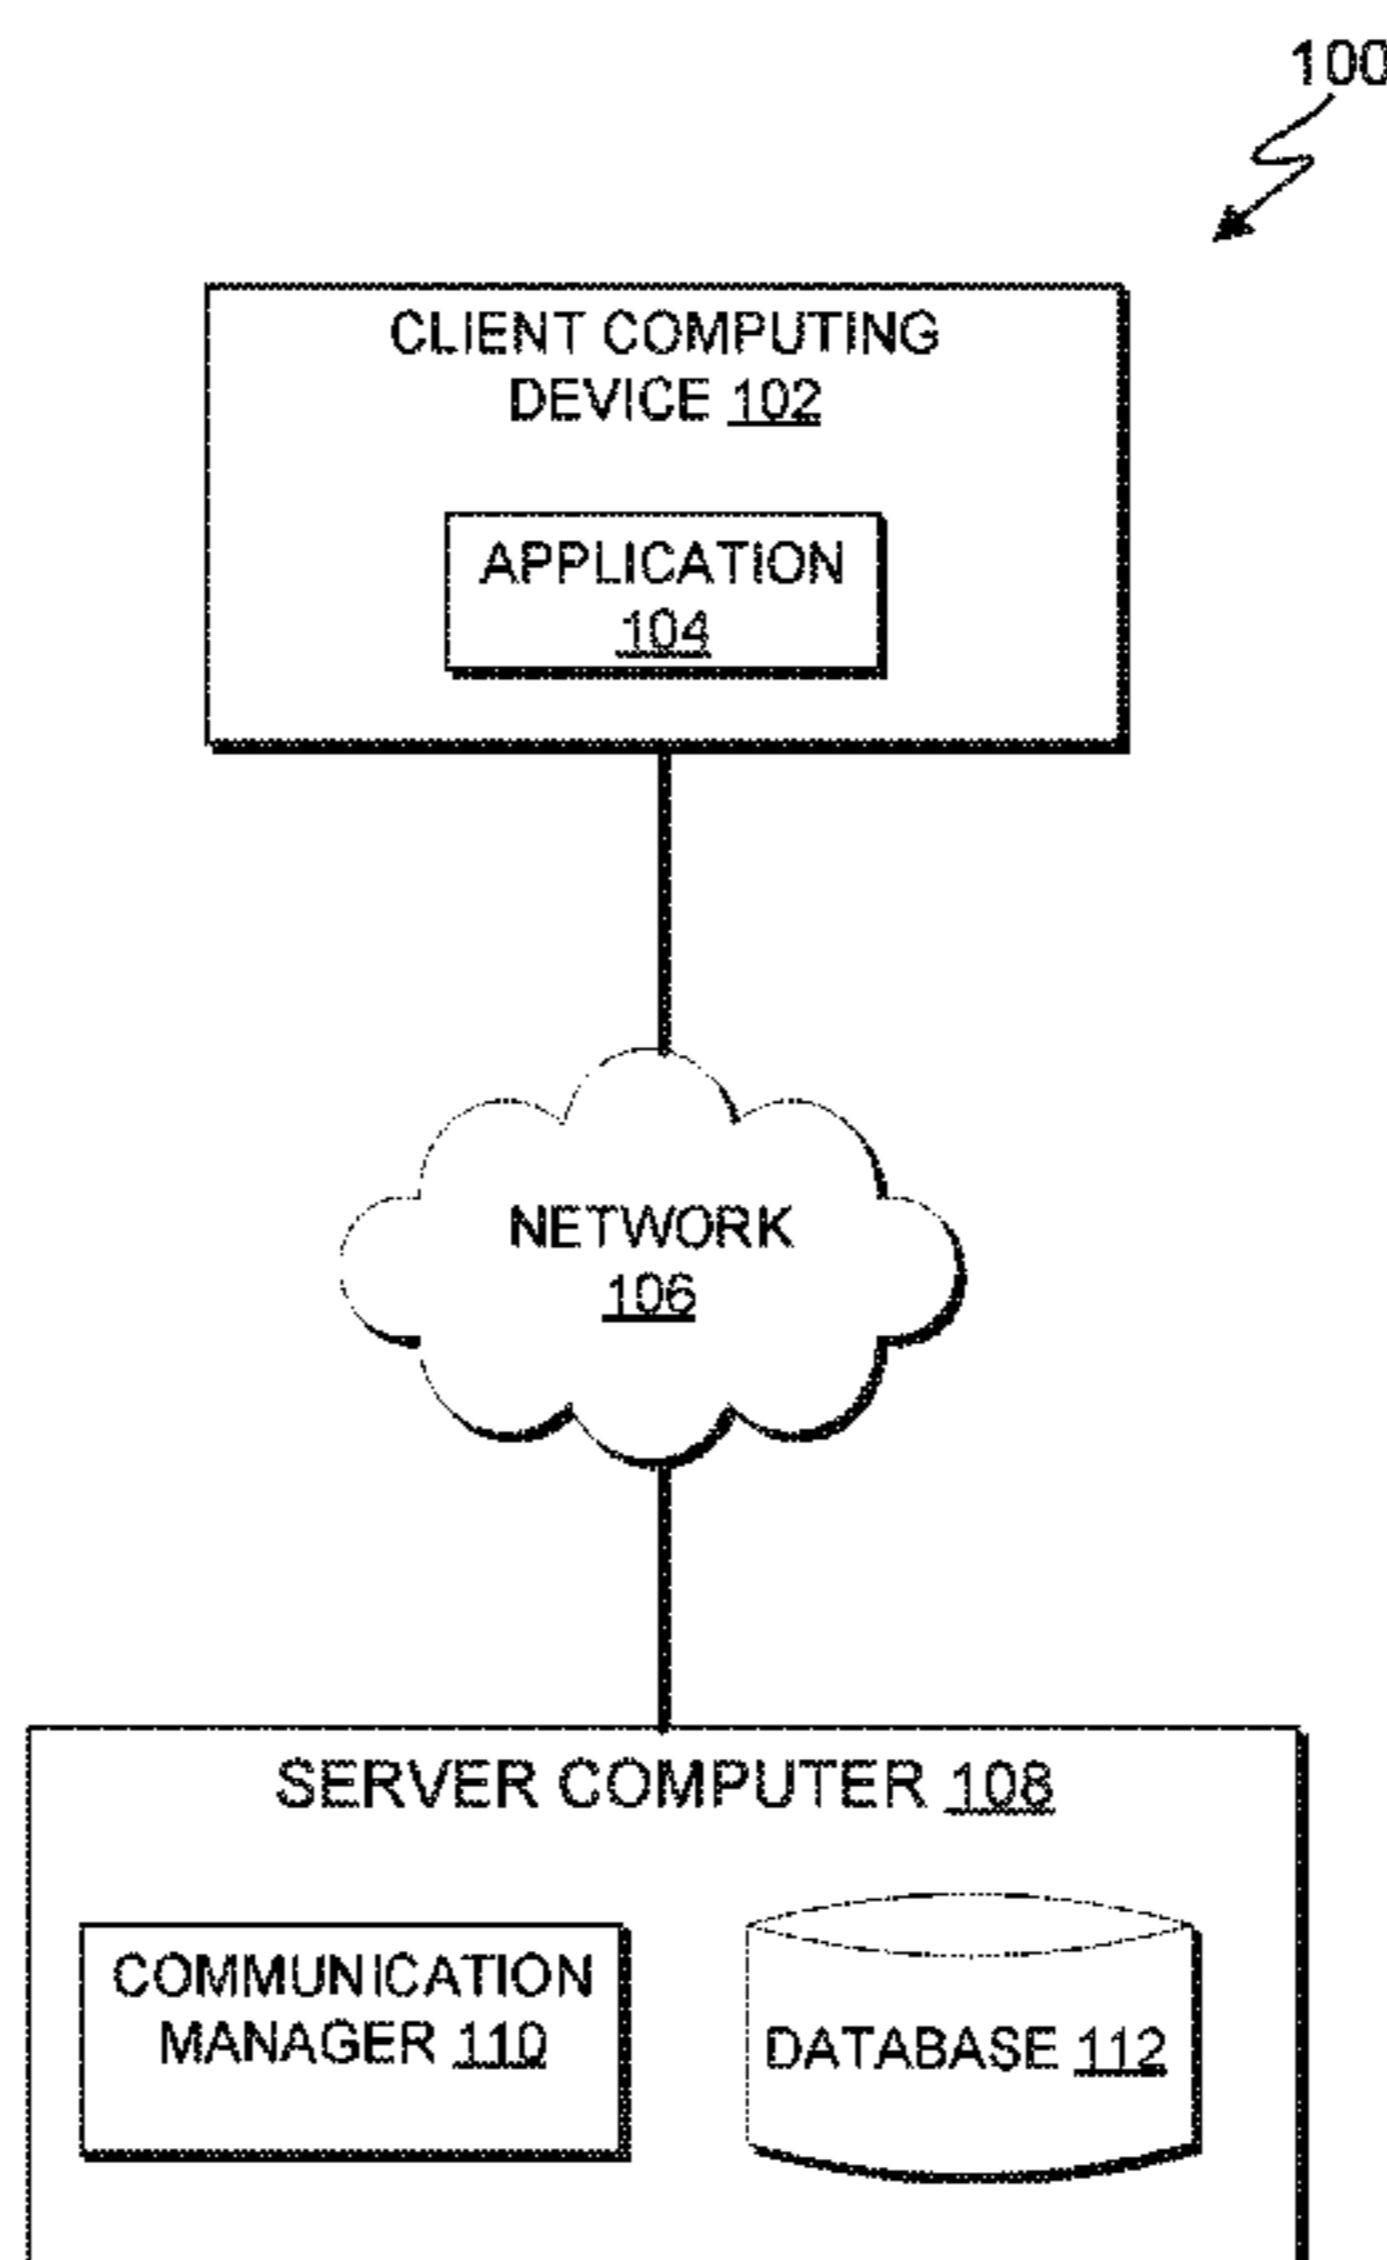 100
CLIENT COMPUTING
DEVICE 102
APPLICATION
104
NETWORK
106
SERVER COMPUTER 108
COMMUNICATION
MANAGER 110
DATABASE 112